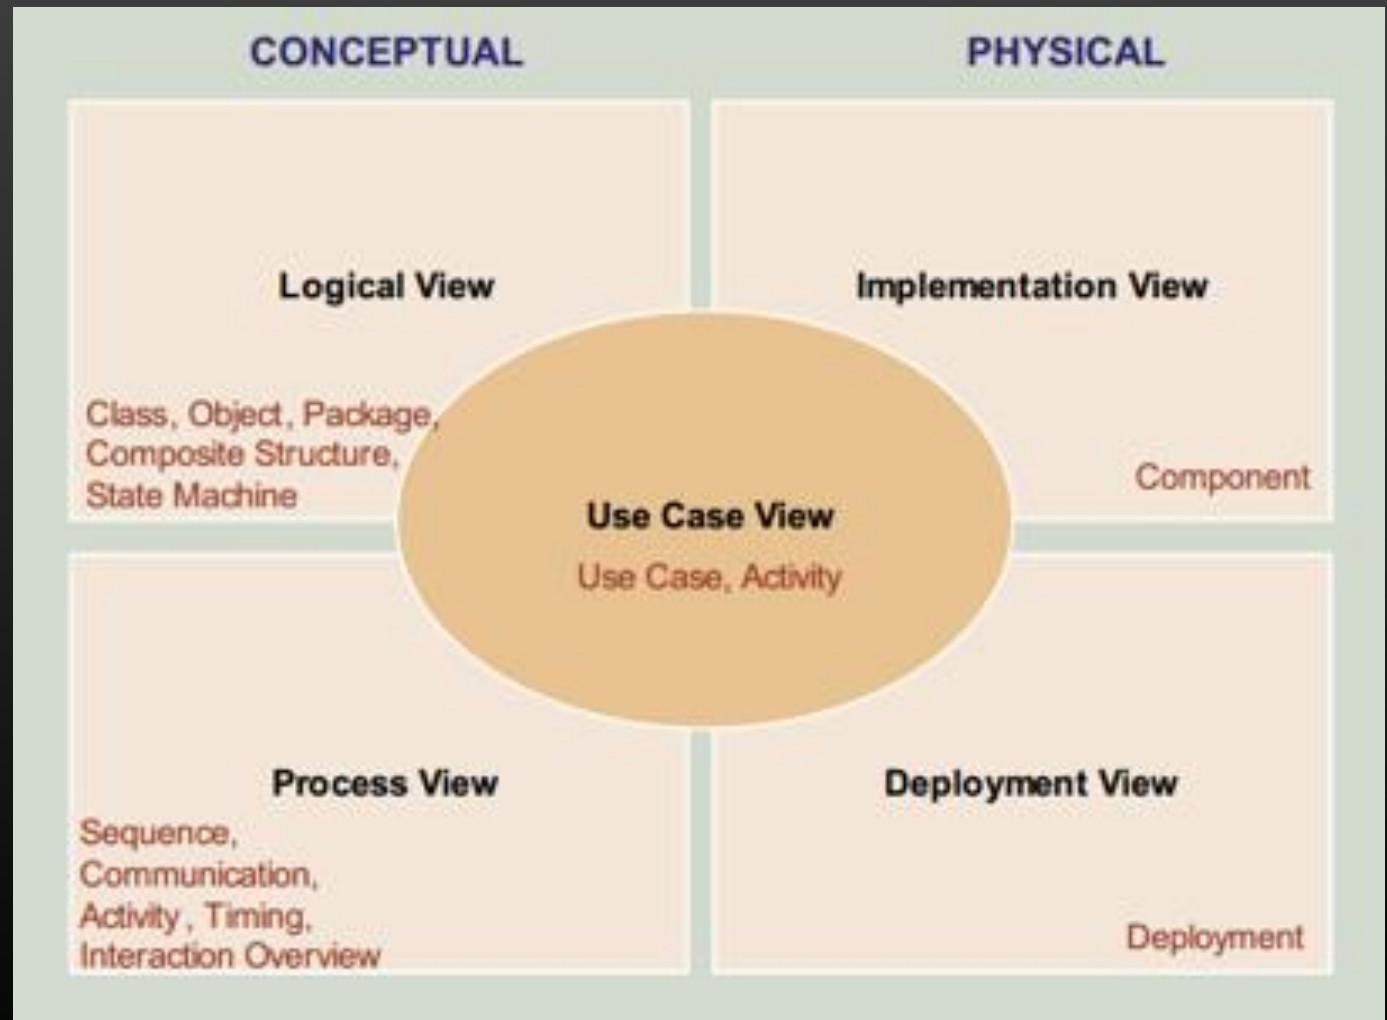 CONCEPTUAL
PHYSICAL
Logical View
Class, Object, Package,
Composite Structure,
State Machine
Implementation View
Component
Use Case View
Use Case, Activity
Process View
Sequence,
Communication,
Activity, Timing,
Interaction Overview
Deployment View
Deployment